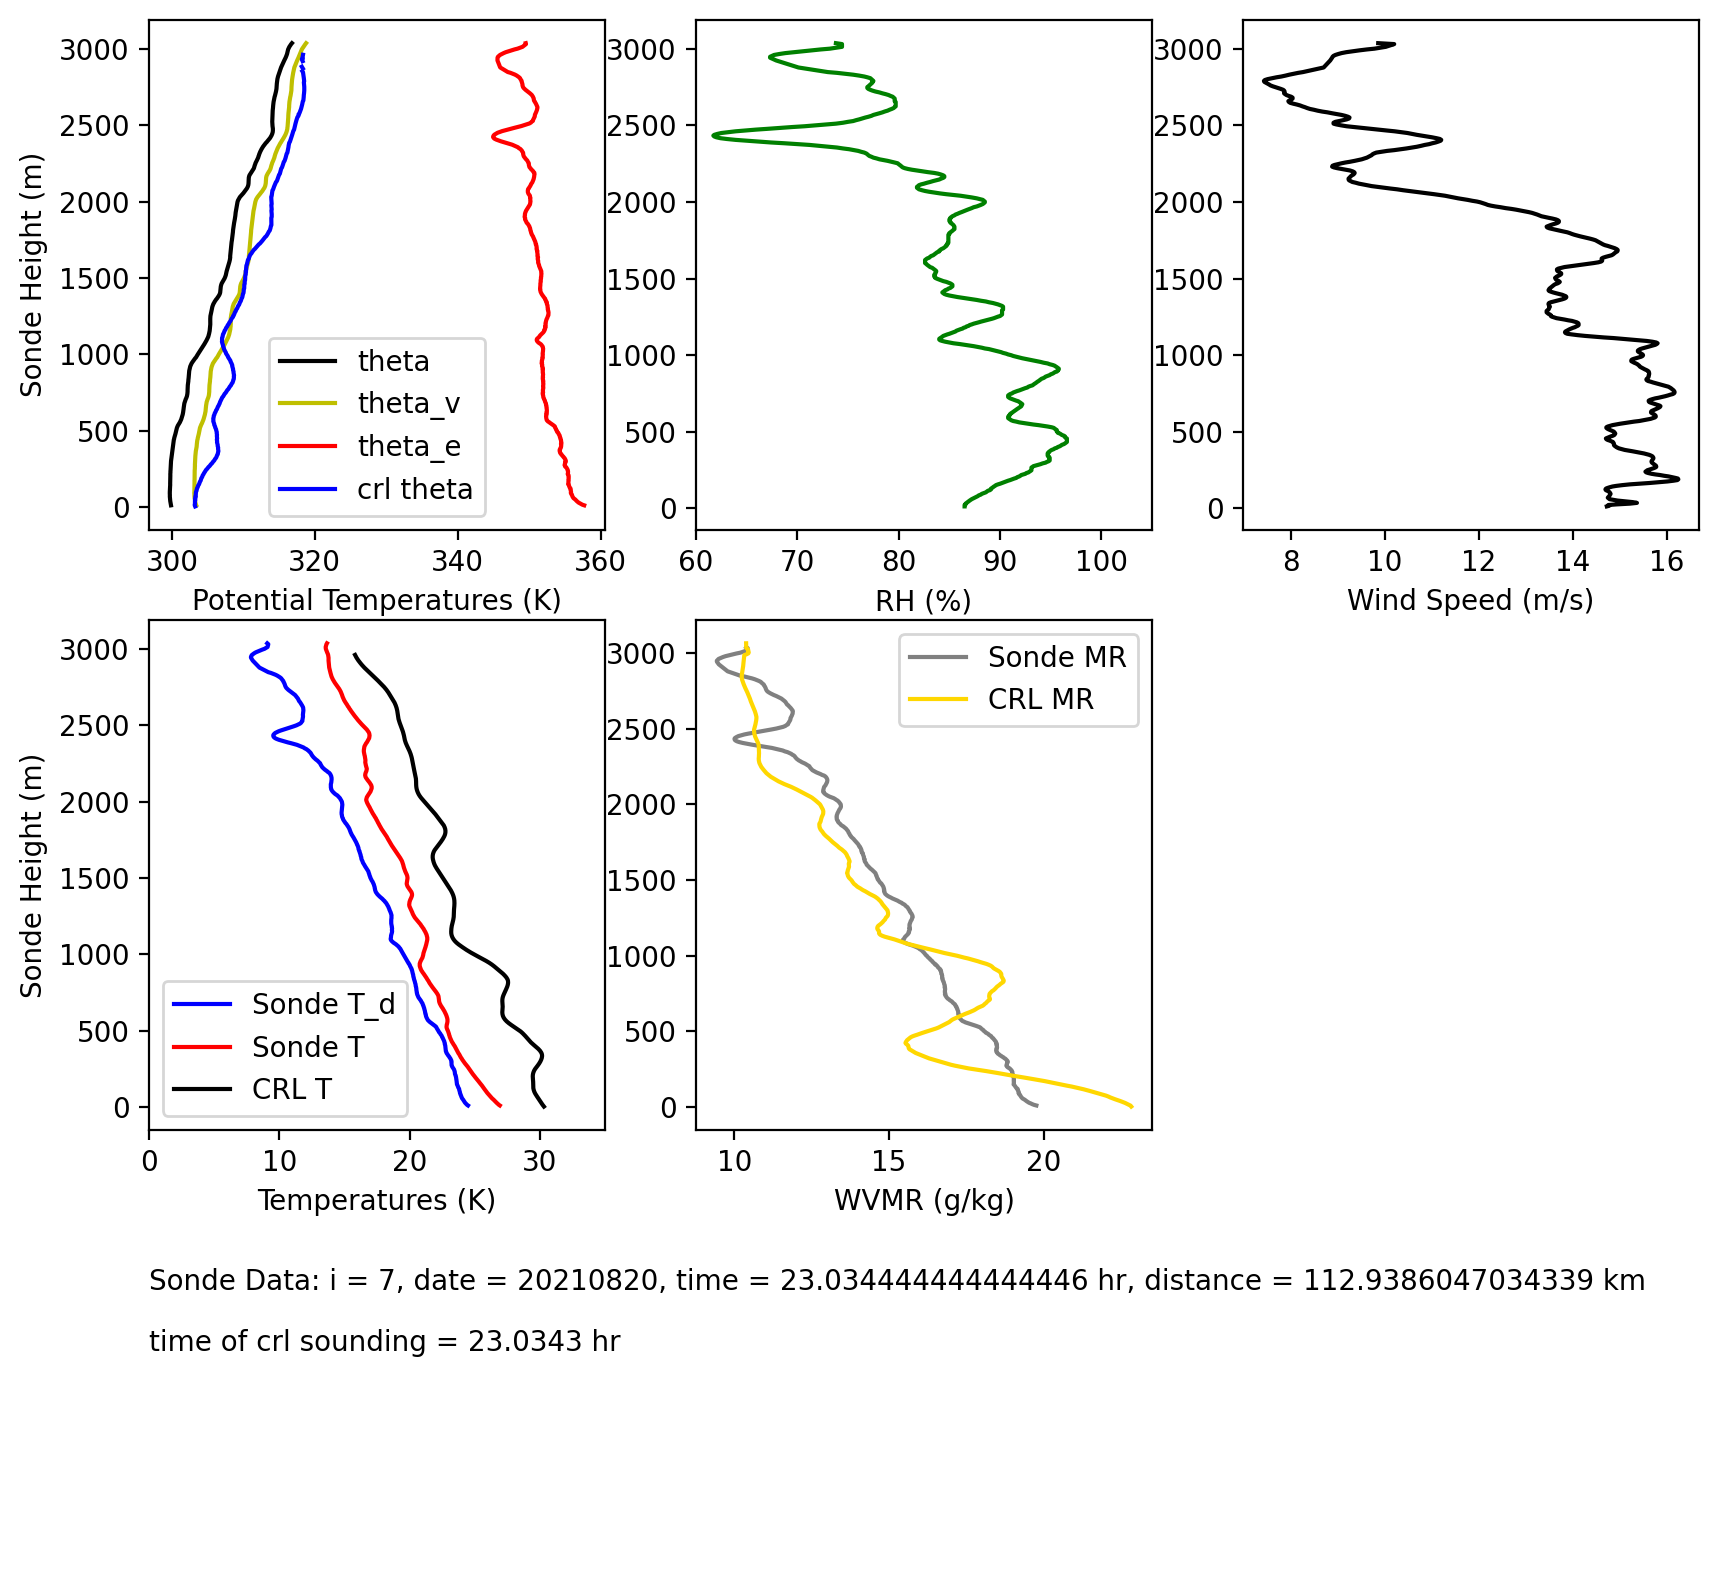 3000
2500
2000
1500
1000
500
0
Sonde Height (m)
300 320 340 360
Potential Temperatures (K)
theta
theta_v
theta_e
crl theta
3000
2500
2000
1500
1000
500
0
60 70 80 90 100
RH (%)
3000
2500
2000
1500
1000
500
0
8 10 12 14 16
Wind Speed (m/s)
3000
2500
2000
1500
1000
500
0
Sonde Height (m)
0 10 20 30
Temperatures (K)
Sonde T_d
Sonde T
CRL T
3000
2500
2000
1500
1000
500
0
10 15 20
WVMR (g/kg)
Sonde MR
CRL MR
Sonde Data: i = 7, date = 20210820, time = 23.034444444444446 hr, distance = 112.9386047034339 km
time of crl sounding = 23.0343 hr